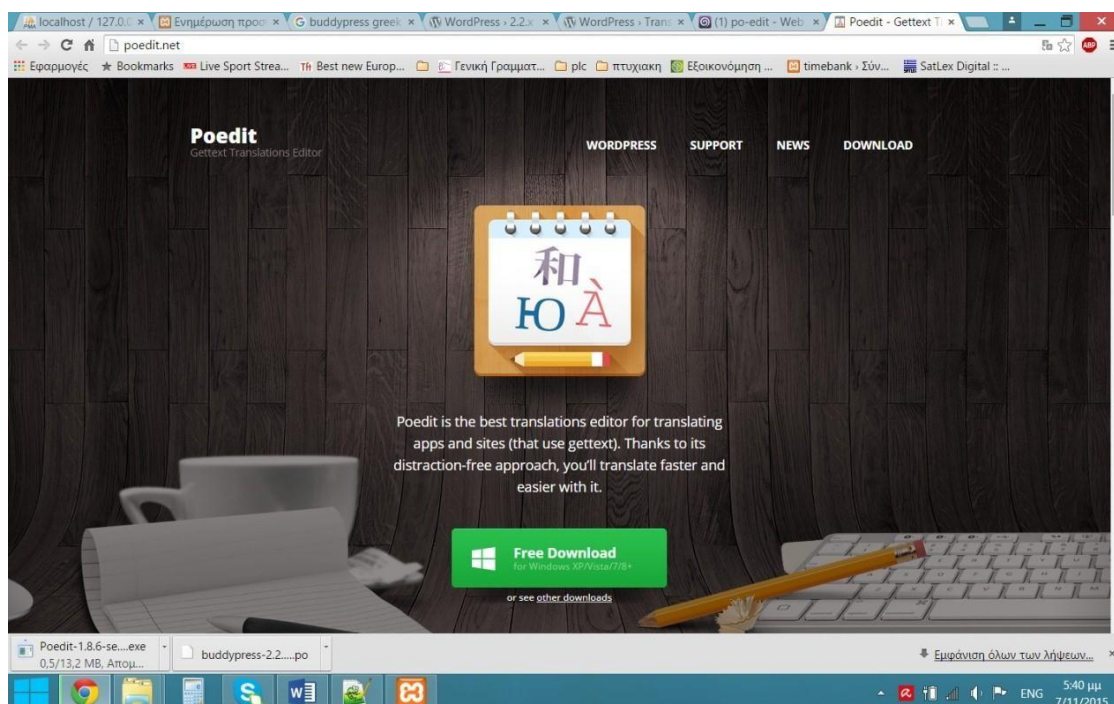 localhost / 127.0.0
Ενημέρωση προσ
buddypress greek
WordPress › 2.2.x
WordPress › Trans
(1) po-edit - Web
Poedit - Gettext Tr
poedit.net
ABP
Εφαρμογές
Bookmarks
Live Sport Strea...
Best new Europ...
Γενική Γραμματ...
plc
πτυχιακη
Εξοικονόμηση ...
timebank › Σύν...
SatLex Digital :: ...
Poedit
Gettext Translations Editor
WORDPRESS
SUPPORT
NEWS
DOWNLOAD
和
Ю À
Poedit is the best translations editor for translating
apps and sites (that use gettext). Thanks to its
distraction-free approach, you'll translate faster and
easier with it.
Free Download
for Windows XP/Vista/7/8+
or see other downloads
Poedit-1.8.6-se....exe
0,5/13,2 MB, Απομ...
buddypress-2.2.....po
Εμφάνιση όλων των λήψεων...
ENG
5:40 μμ
7/11/2015